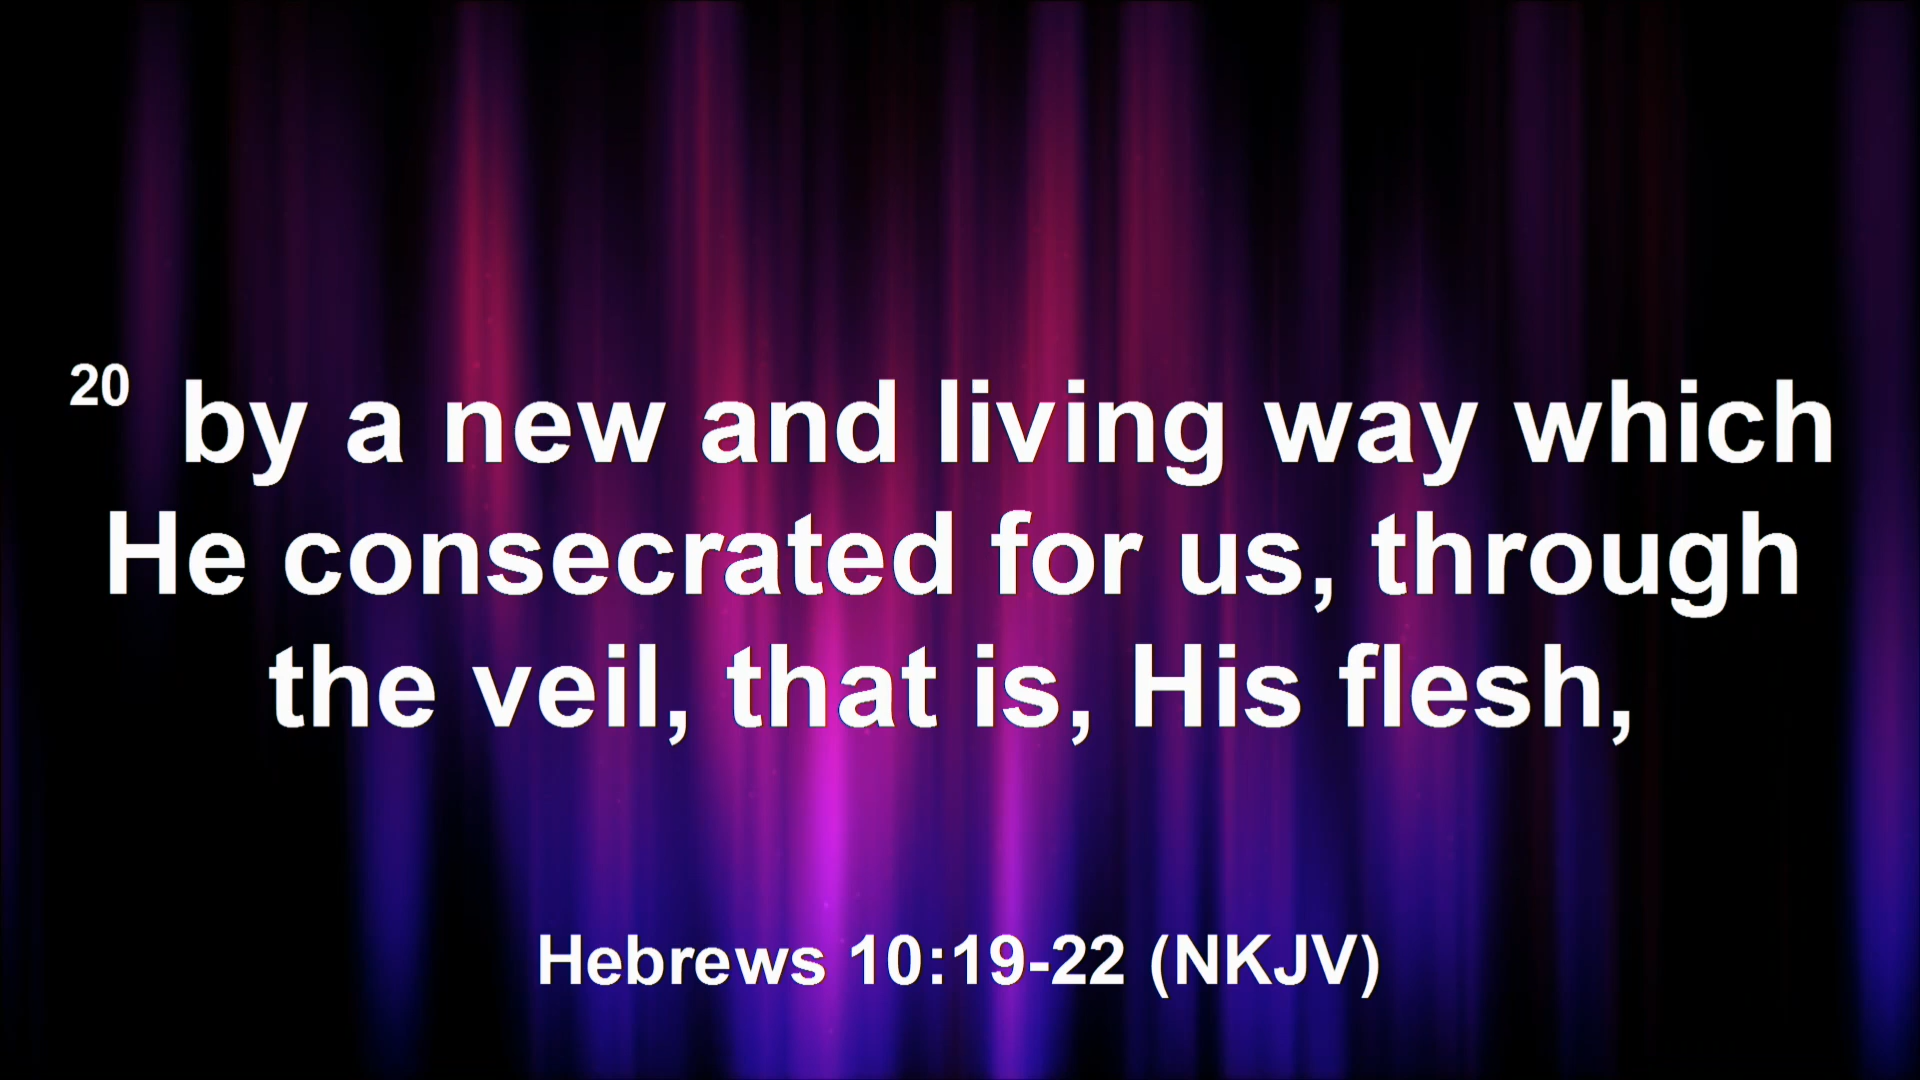 20 by a new and living way which
He consecrated for us, through
the veil, that is, His flesh,
Hebrews 10:19-22 (NKJV)